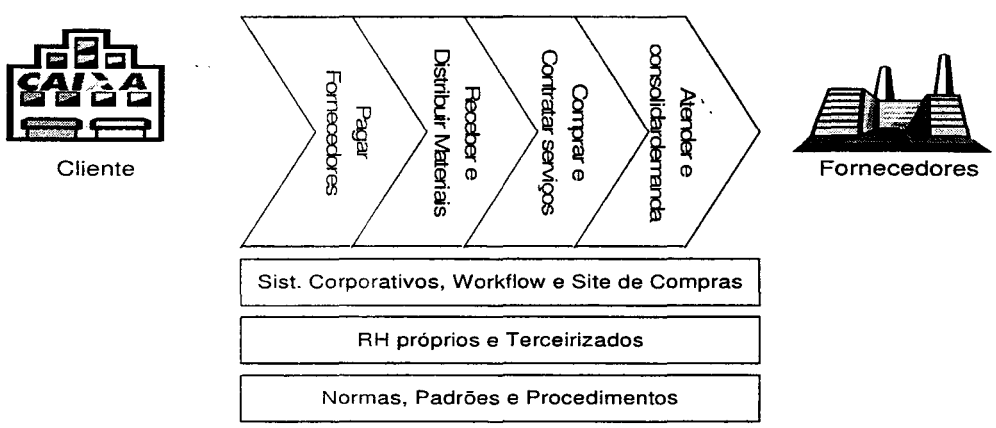 CAIXA
Cliente
Pagar
Fornecedores
Receber e
Distribuir Materiais
Comprar e
Contratar serviços
Atender e
consolidardemanda
Fornecedores
Sist. Corporativos, Workflow e Site de Compras
RH próprios e Terceirizados
Normas, Padrões e Procedimentos